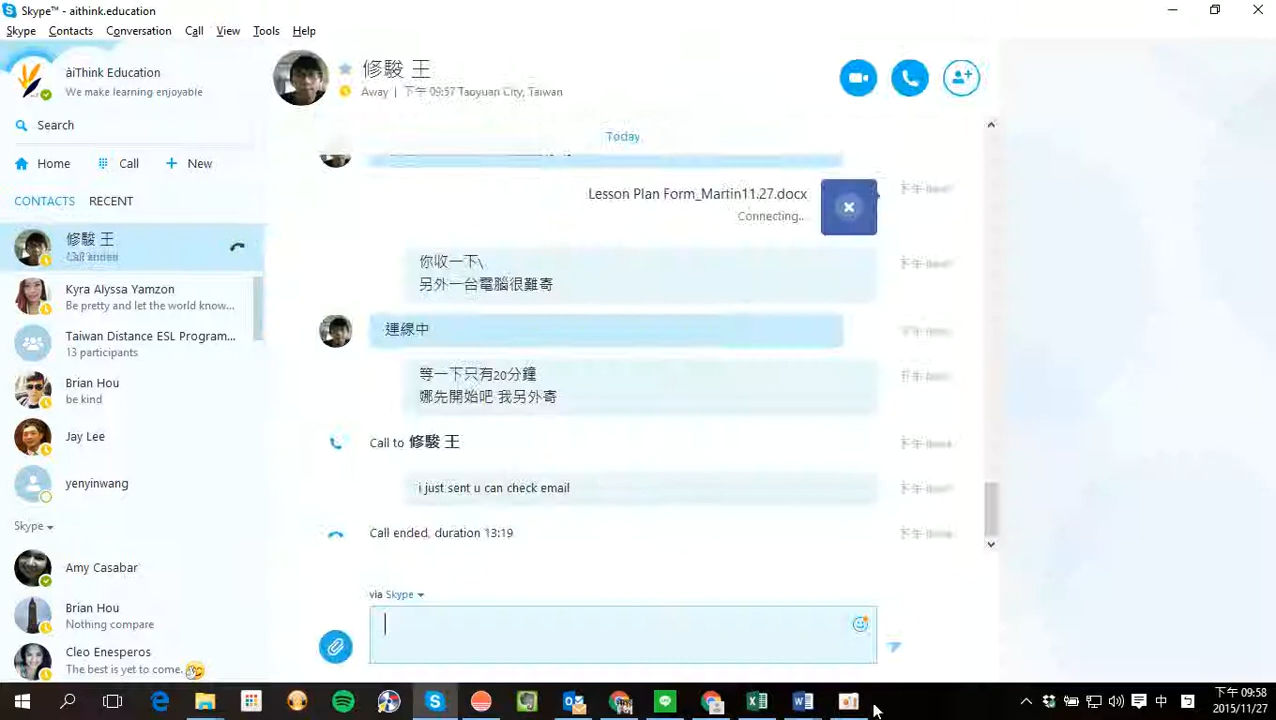 Skype™ - aithink.education
Skype Contacts Conversation Call View Tools Help
àiThink Education
We make learning enjoyable
Search
Home Call New
CONTACTS RECENT
修駿 王
Call ended
Kyra Alyssa Yamzon
Be pretty and let the world know...
Taiwan Distance ESL Program...
13 participants
Brian Hou
be kind
Jay Lee
yenyinwang
Skype
Amy Casabar
Brian Hou
Nothing compare
Cleo Enesperos
The best is yet to come.
修駿 王
Away | 下午 09:57 Taoyuan City, Taiwan
Today
Lesson Plan Form_Martin11.27.docx
Connecting..
你收一下\
另外一台電腦很難寄
連線中
等一下只有20分鐘
娜先開始吧 我另外寄
Call to 修駿 王
i just sent u can check email
Call ended, duration 13:19
via Skype
中
下午 09:58
2015/11/27